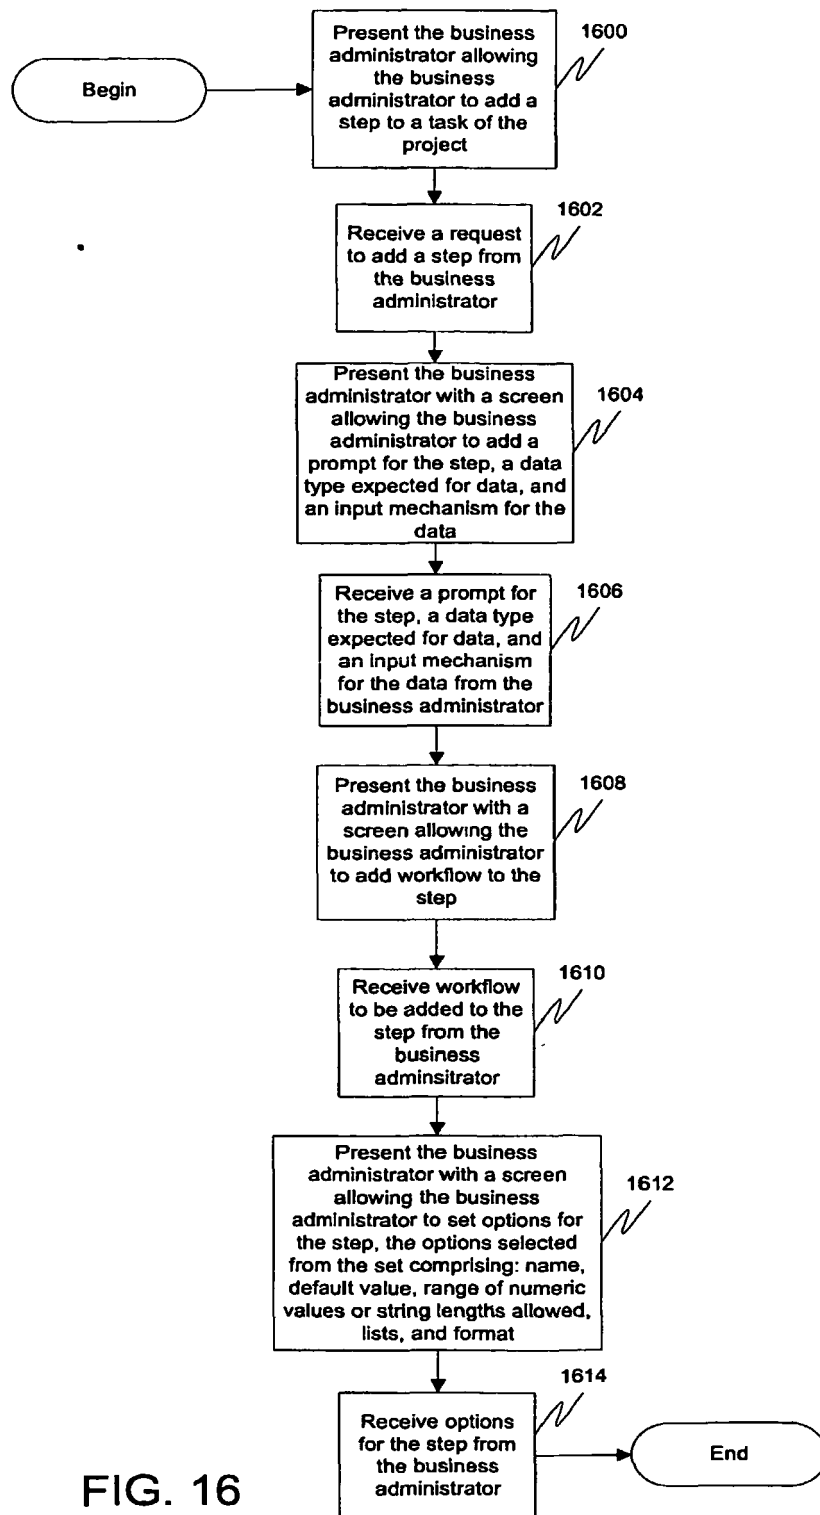 Begin
Present the business
administrator allowing
the business
administrator to add a
step to a task of the
project
1600
Receive a request
to add a step from
the business
administrator
1602
Present the business
administrator with a screen
allowing the business
administrator to add a
prompt for the step, a data
type expected for data, and
an input mechanism for the
data
1604
Receive a prompt for
the step, a data type
expected for data, and
an input mechanism
for the data from the
business administrator
1606
Present the business
administrator with a
screen allowing the
business administrator
to add workflow to the
step
1608
Receive workflow
to be added to the
step from the
business
adminsitrator
1610
Present the business
administrator with a screen
allowing the business
administrator to set options for
the step, the options selected
from the set comprising: name,
default value, range of numeric
values or string lengths allowed,
lists, and format
1612
Receive options
for the step from
the business
administrator
1614
End
FIG. 16